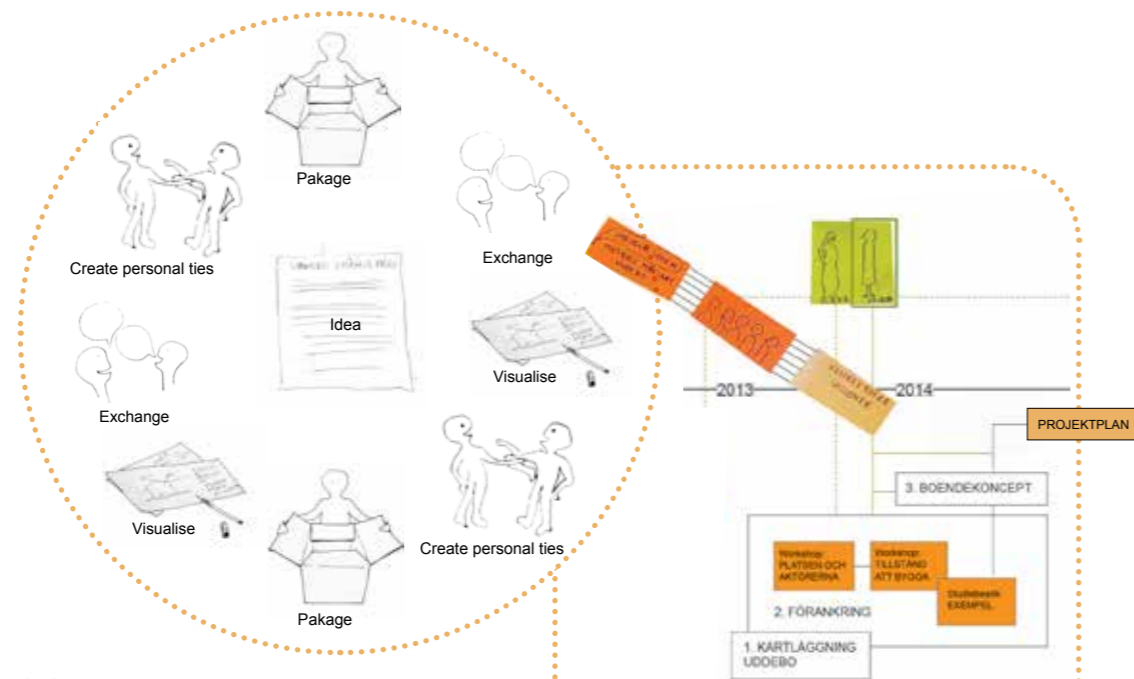 Pakage
Create personal ties
Exchange
Idea
Visualise
Exchange
Visualise
Create personal ties
Pakage
2013
2014
PROJEKTPLAN
3. BOENDEKONCEPT
Workshop:
PLATSEN OCH
AKTÖRERNA
Workshop:
TILLSTÅND
ATT BYGGA
Studiebesök
EXEMPEL
2. FÖRANKRING
1. KARTLÄGGNING
UDDEBO